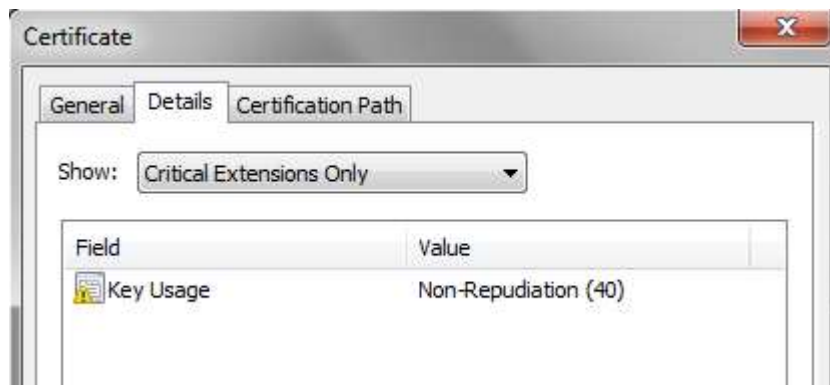 Certificate
General Details Certification Path
Show: Critical Extensions Only
Field Value
Key Usage Non-Repudiation (40)